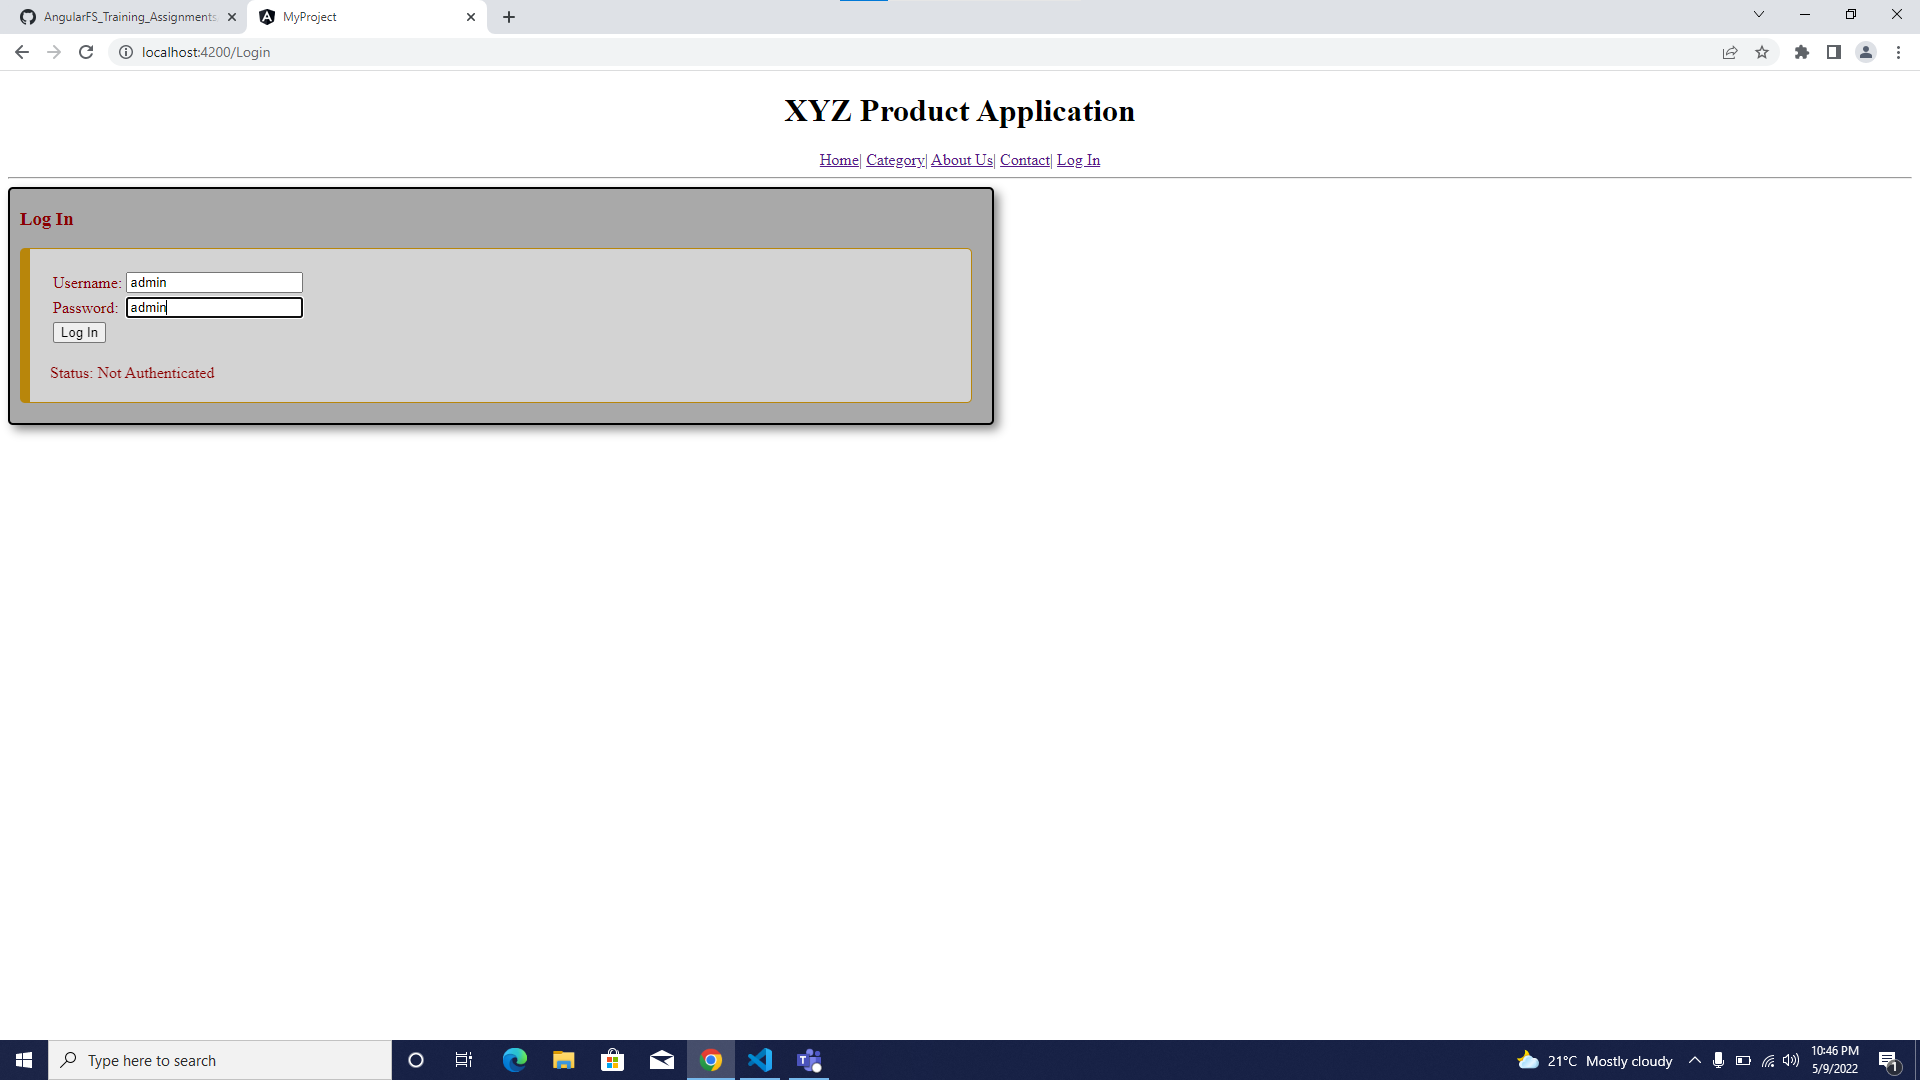 AngularFS_Training_Assignments
MyProject
localhost:4200/Login
XYZ Product Application
Home| Category| About Us| Contact| Log In
Log In
Username: admin
Password: admin
Log In
Status: Not Authenticated
Type here to search
21°C Mostly cloudy
10:46 PM
5/9/2022
1